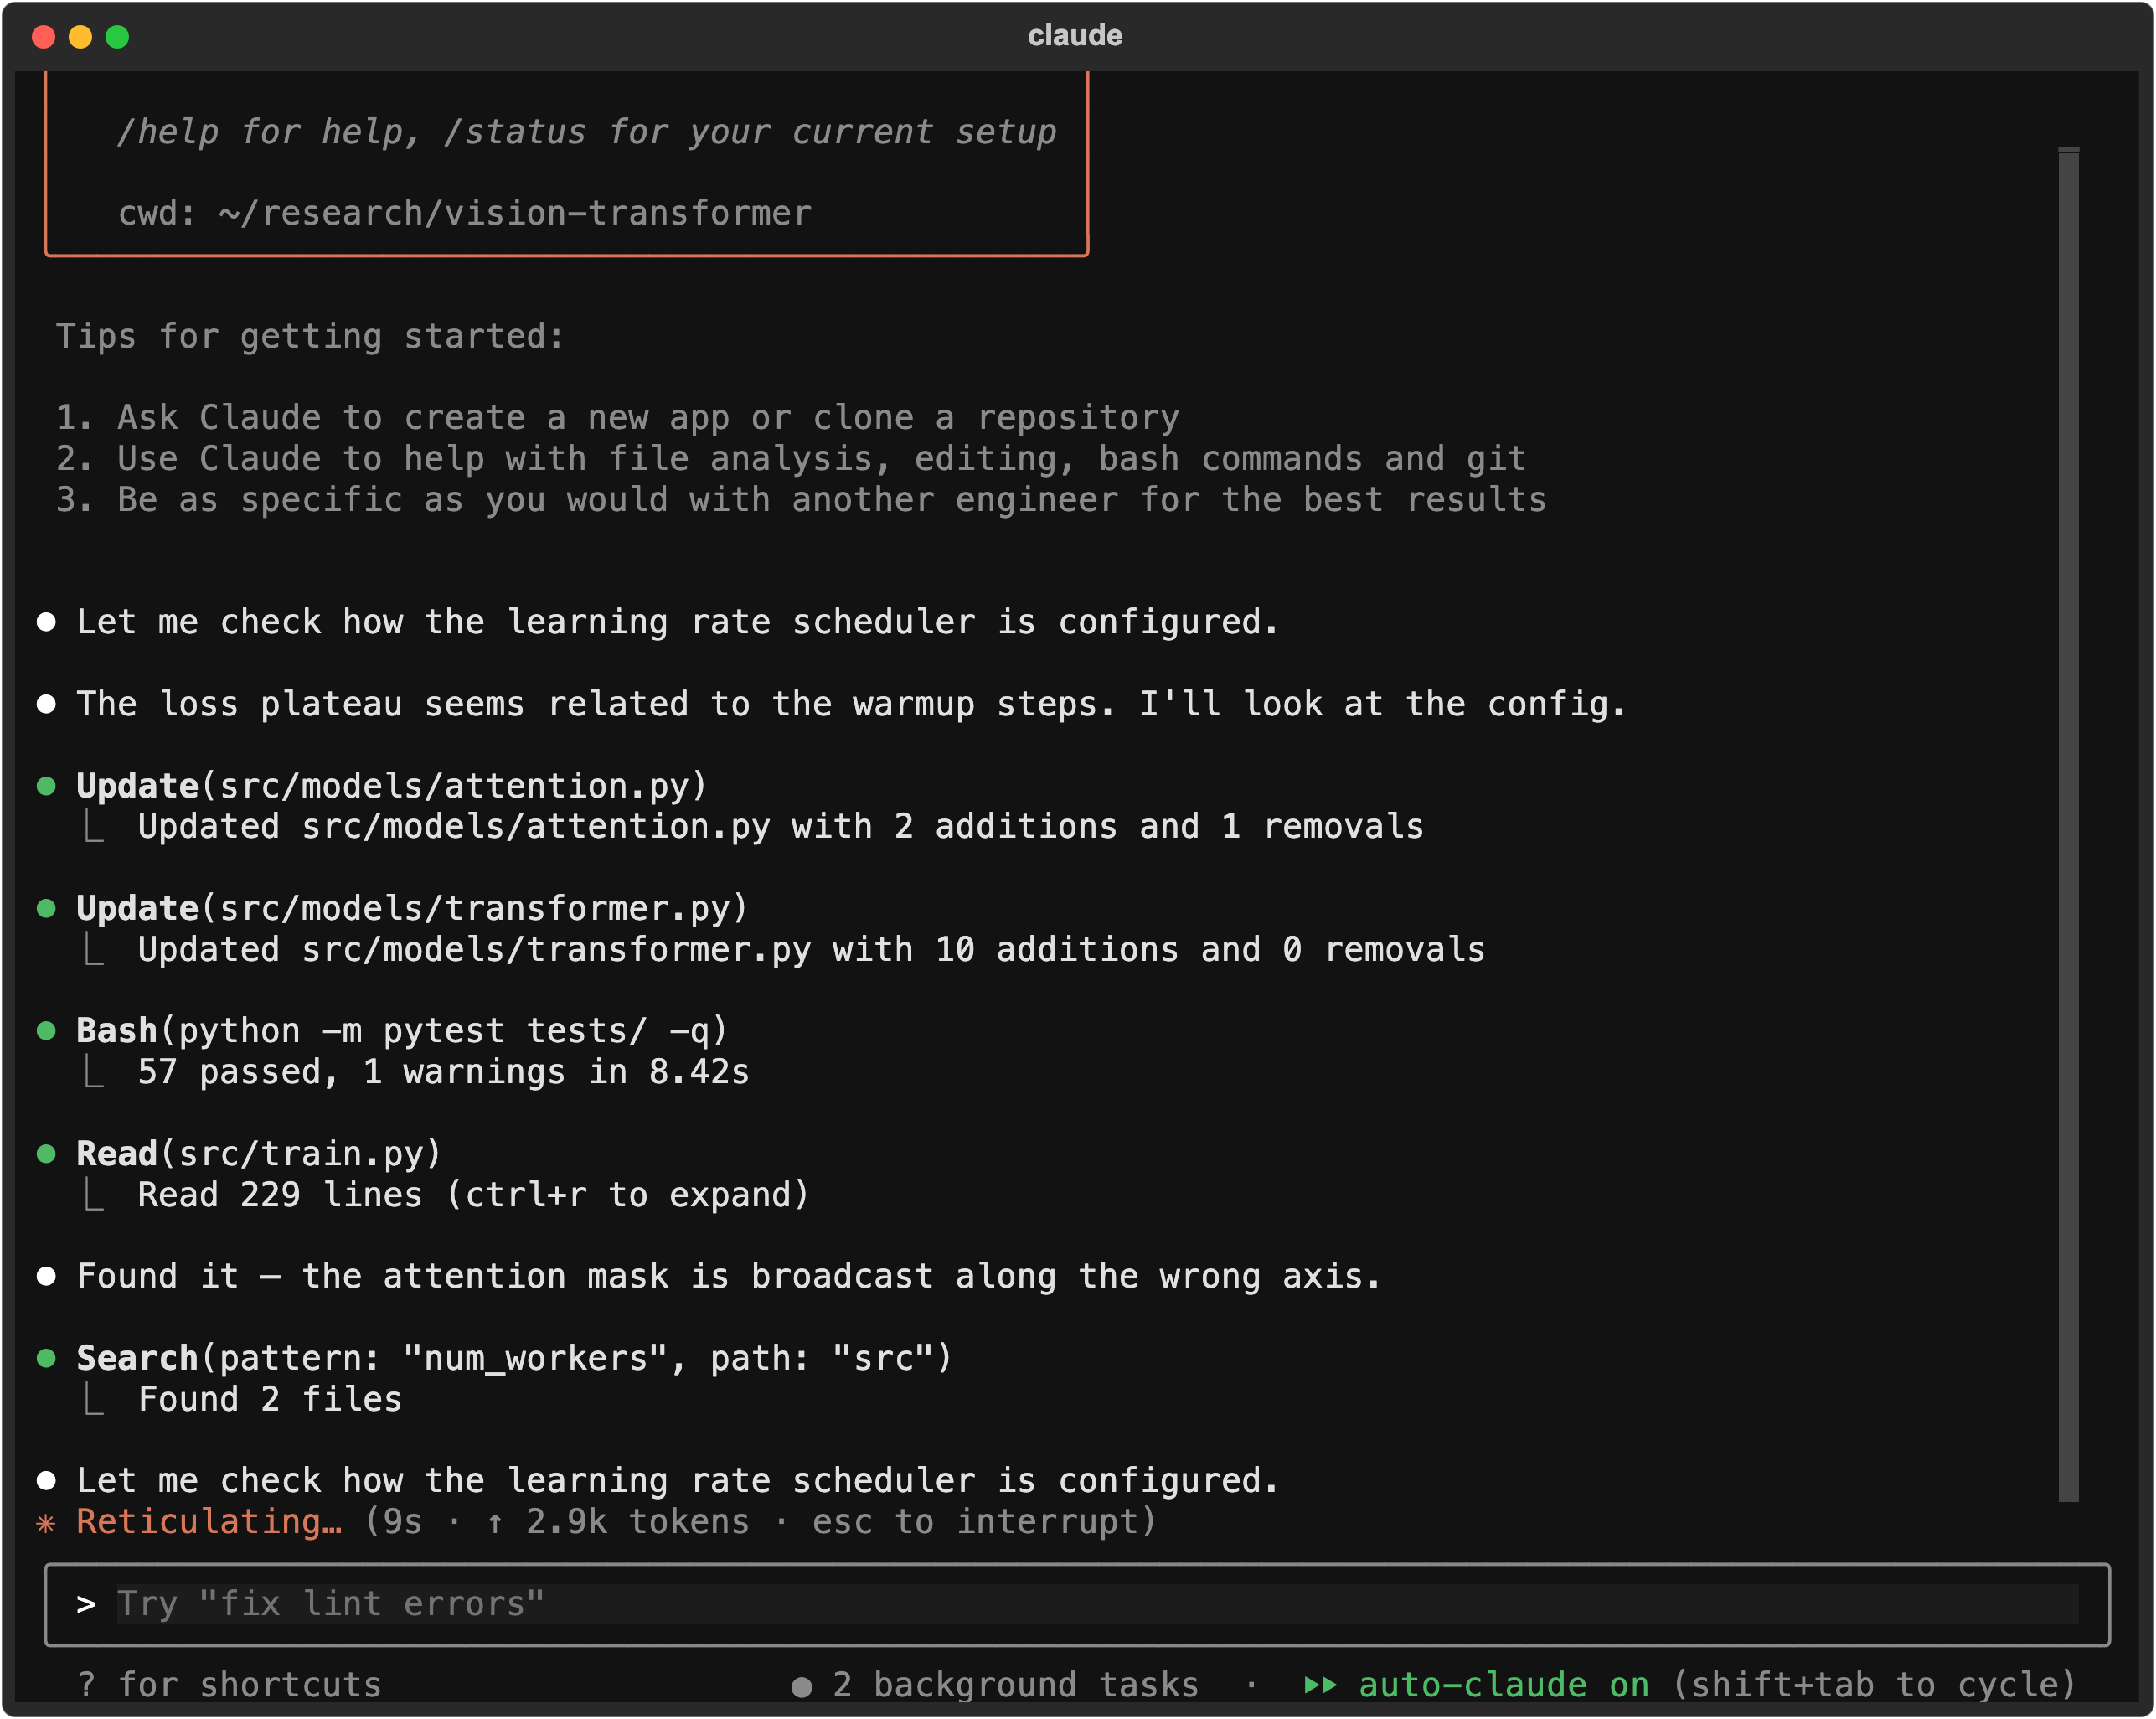 claude
/help for help, /status for your current setup
cwd: ~/research/vision-transformer
Tips for getting started:
1. Ask Claude to create a new app or clone a repository
2. Use Claude to help with file analysis, editing, bash commands and git
3. Be as specific as you would with another engineer for the best results
● Let me check how the learning rate scheduler is configured.
● The loss plateau seems related to the warmup steps. I'll look at the config.
● Update(src/models/attention.py)
⎿ Updated src/models/attention.py with 2 additions and 1 removals
● Update(src/models/transformer.py)
⎿ Updated src/models/transformer.py with 10 additions and 0 removals
● Bash(python -m pytest tests/ -q)
⎿ 57 passed, 1 warnings in 8.42s
● Read(src/train.py)
⎿ Read 229 lines (ctrl+r to expand)
● Found it — the attention mask is broadcast along the wrong axis.
● Search(pattern: "num_workers", path: "src")
⎿ Found 2 files
● Let me check how the learning rate scheduler is configured.
✳ Reticulating… (9s · ↑ 2.9k tokens · esc to interrupt)
> Try "fix lint errors"
? for shortcuts ● 2 background tasks · ▶▶ auto-claude on (shift+tab to cycle)